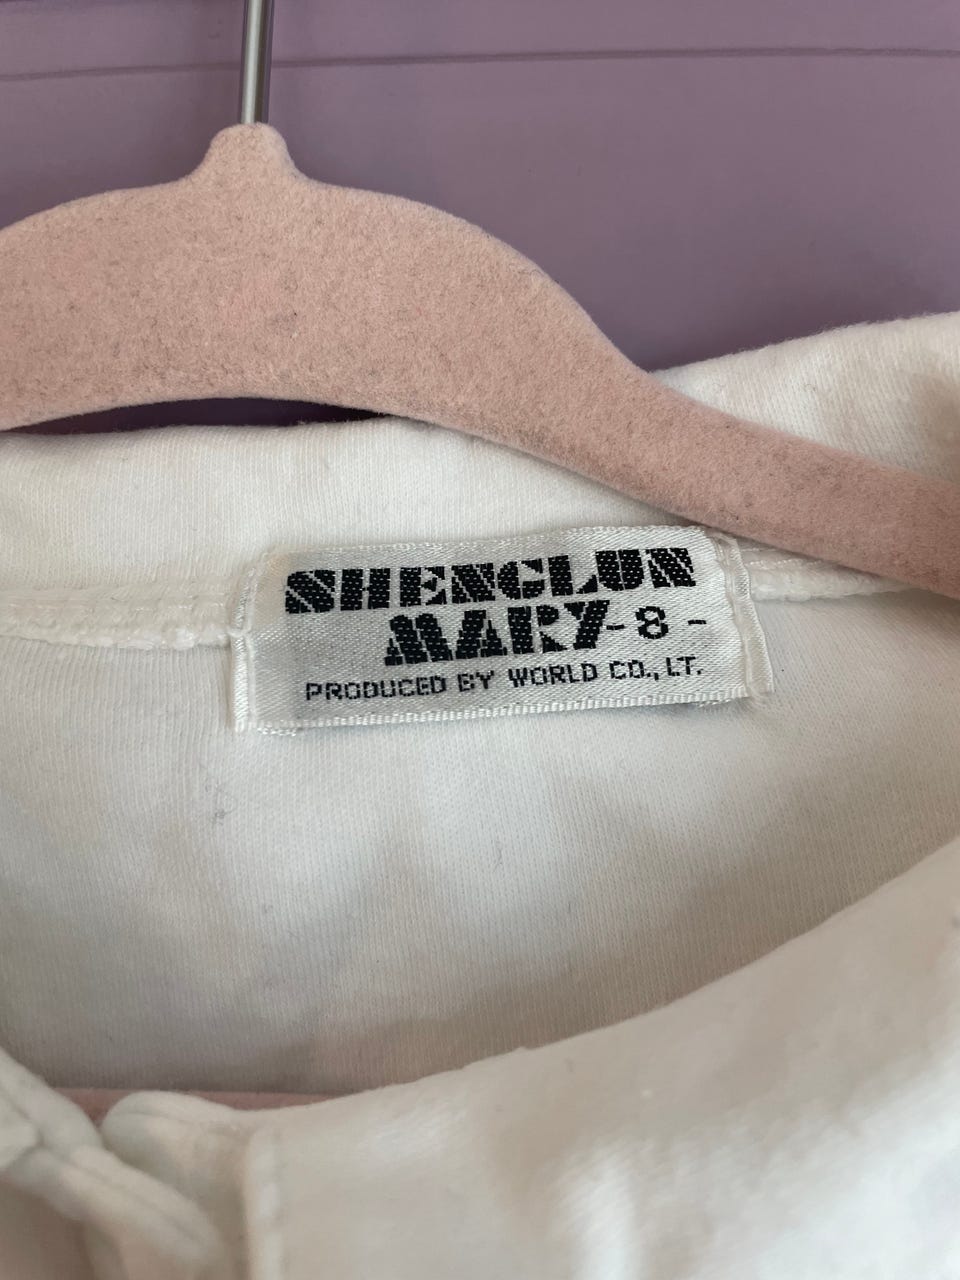 SHENGLUN
MARY - 8 -
PRODUCED BY WORLD CO., LT.